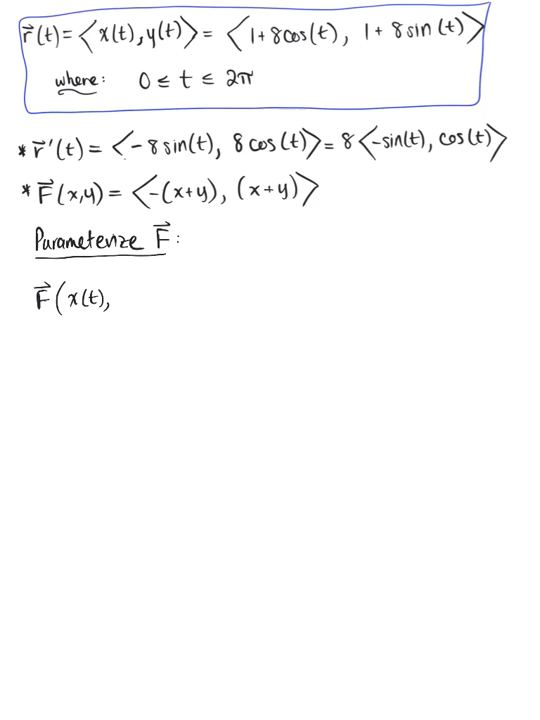 r⃗(t) = ⟨x(t), y(t)⟩ = ⟨1 + 8cos(t), 1 + 8sin(t)⟩
where: 0 ≤ t ≤ 2π
* r⃗'(t) = ⟨-8sin(t), 8cos(t)⟩ = 8⟨-sin(t), cos(t)⟩
* F⃗(x,y) = ⟨-(x+y), (x+y)⟩
Parameterize F⃗:
F⃗(x(t),